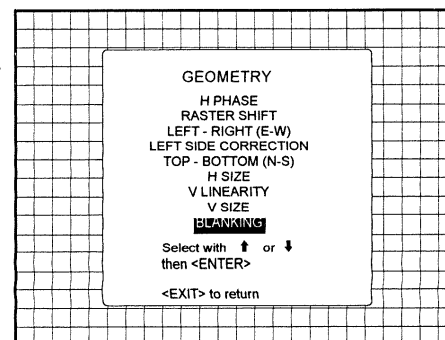 GEOMETRY
H PHASE
RASTER SHIFT
LEFT - RIGHT (E-W)
LEFT SIDE CORRECTION
TOP - BOTTOM (N-S)
H SIZE
V LINEARITY
V SIZE
BLANKING
Select with ⬆ or ⬇
then <ENTER>
<EXIT> to return